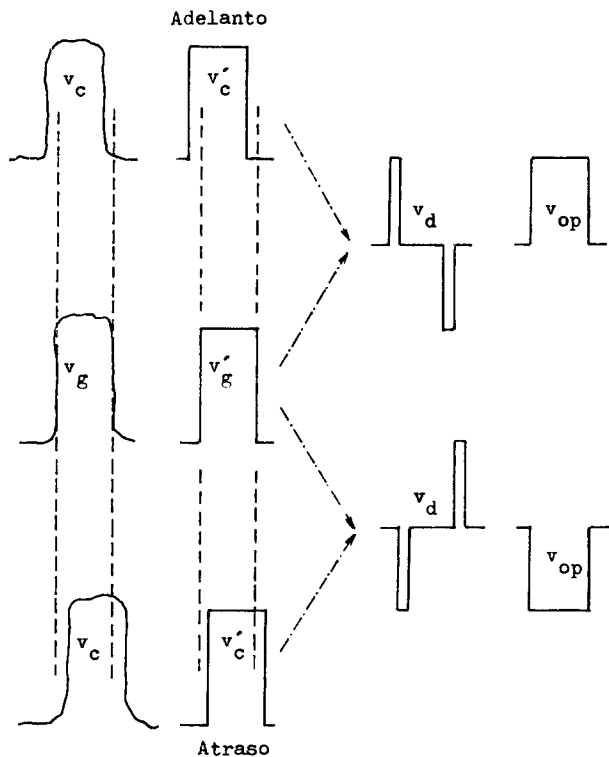 Adelanto
v_c
v´_c
v_d
v_op
v_g
v´_g
v_d
v_op
v_c
v´_c
Atraso